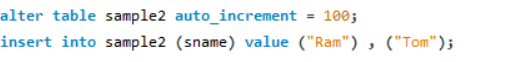 alter table sample2 auto_increment = 100;
insert into sample2 (sname) value ("Ram") , ("Tom");